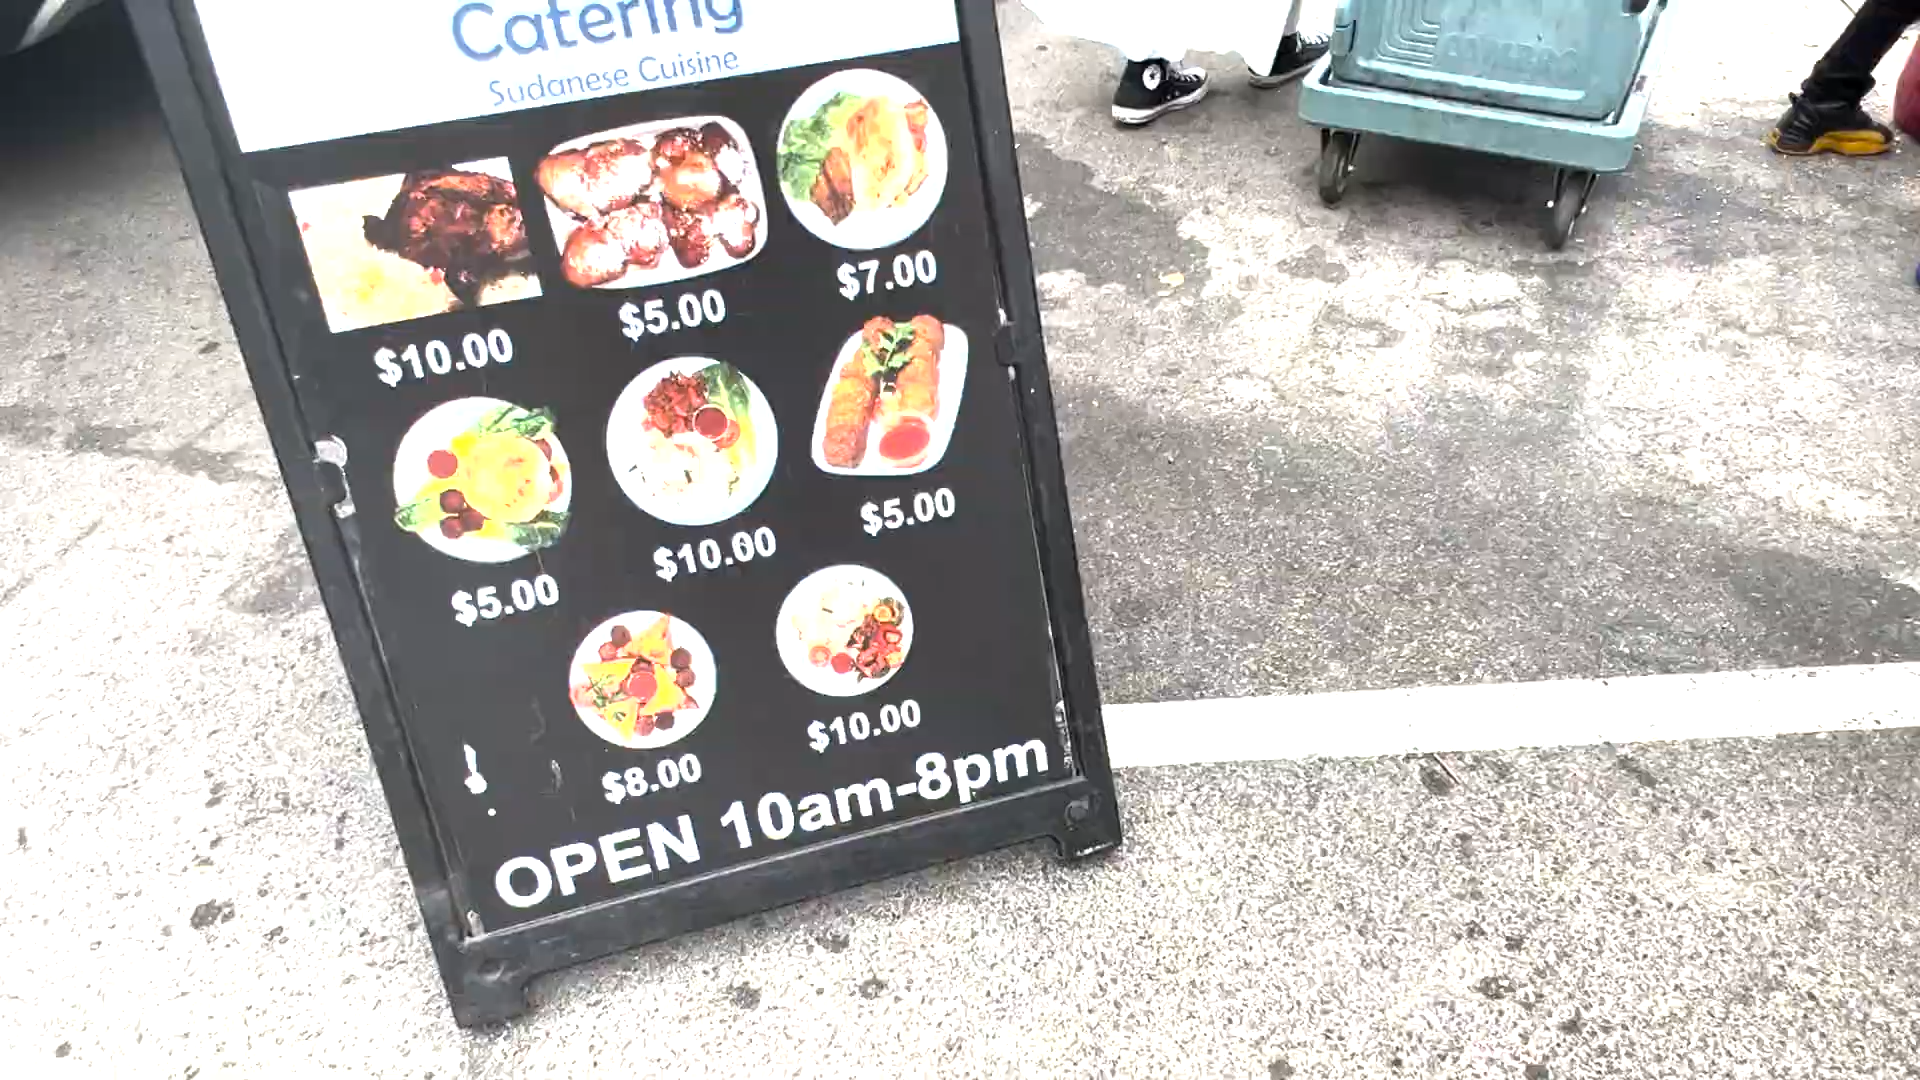 Catering
Sudanese Cuisine
$10.00
$5.00
$7.00
$5.00
$10.00
$5.00
$8.00
$10.00
OPEN 10am-8pm